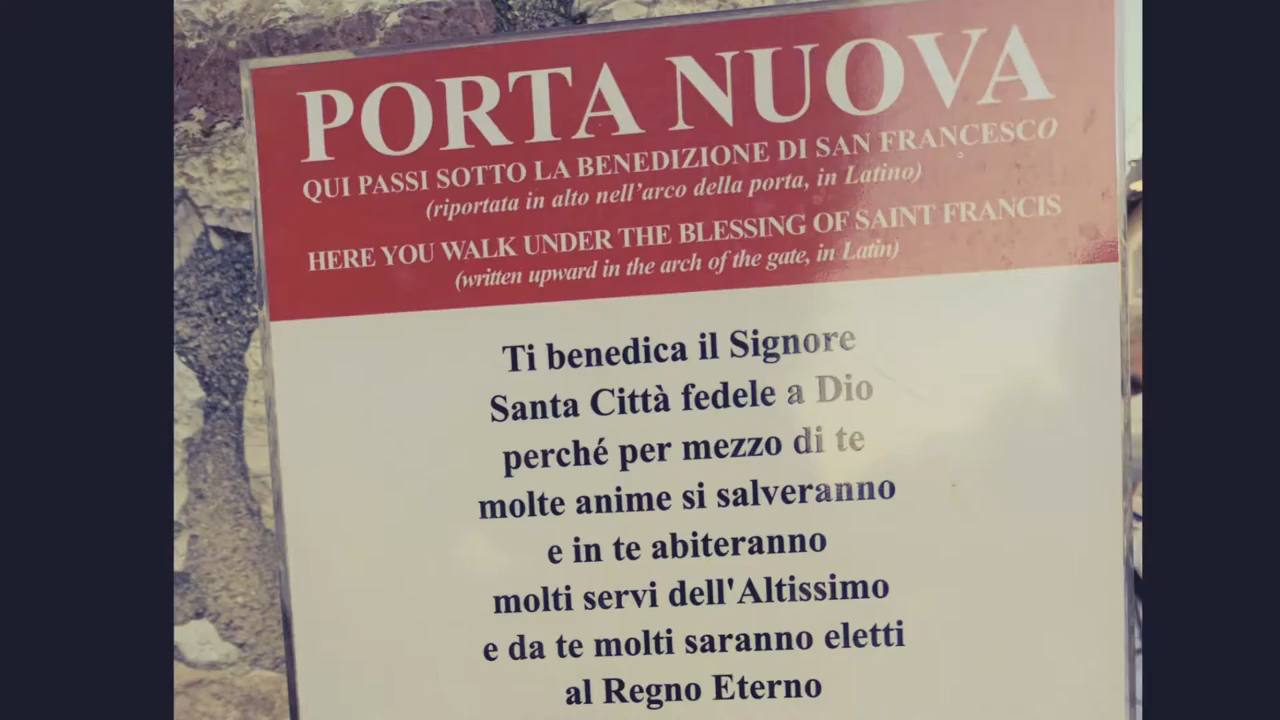 PORTA NUOVA
QUI PASSI SOTTO LA BENEDIZIONE DI SAN FRANCESCO
(riportata in alto nell'arco della porta, in Latino)
HERE YOU WALK UNDER THE BLESSING OF SAINT FRANCIS
(written upward in the arch of the gate, in Latin)
Ti benedica il Signore
Santa Città fedele a Dio
perché per mezzo di te
molte anime si salveranno
e in te abiteranno
molti servi dell'Altissimo
e da te molti saranno eletti
al Regno Eterno